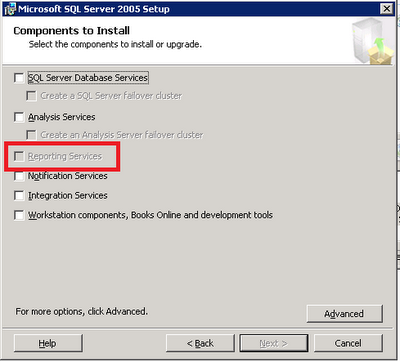 Microsoft SQL Server 2005 Setup
Components to Install
Select the components to install or upgrade.
SQL Server Database Services
Create a SQL Server failover cluster
Analysis Services
Create an Analysis Server failover cluster
Reporting Services
Notification Services
Integration Services
Workstation components, Books Online and development tools
For more options, click Advanced.
Advanced
Help
< Back
Next >
Cancel